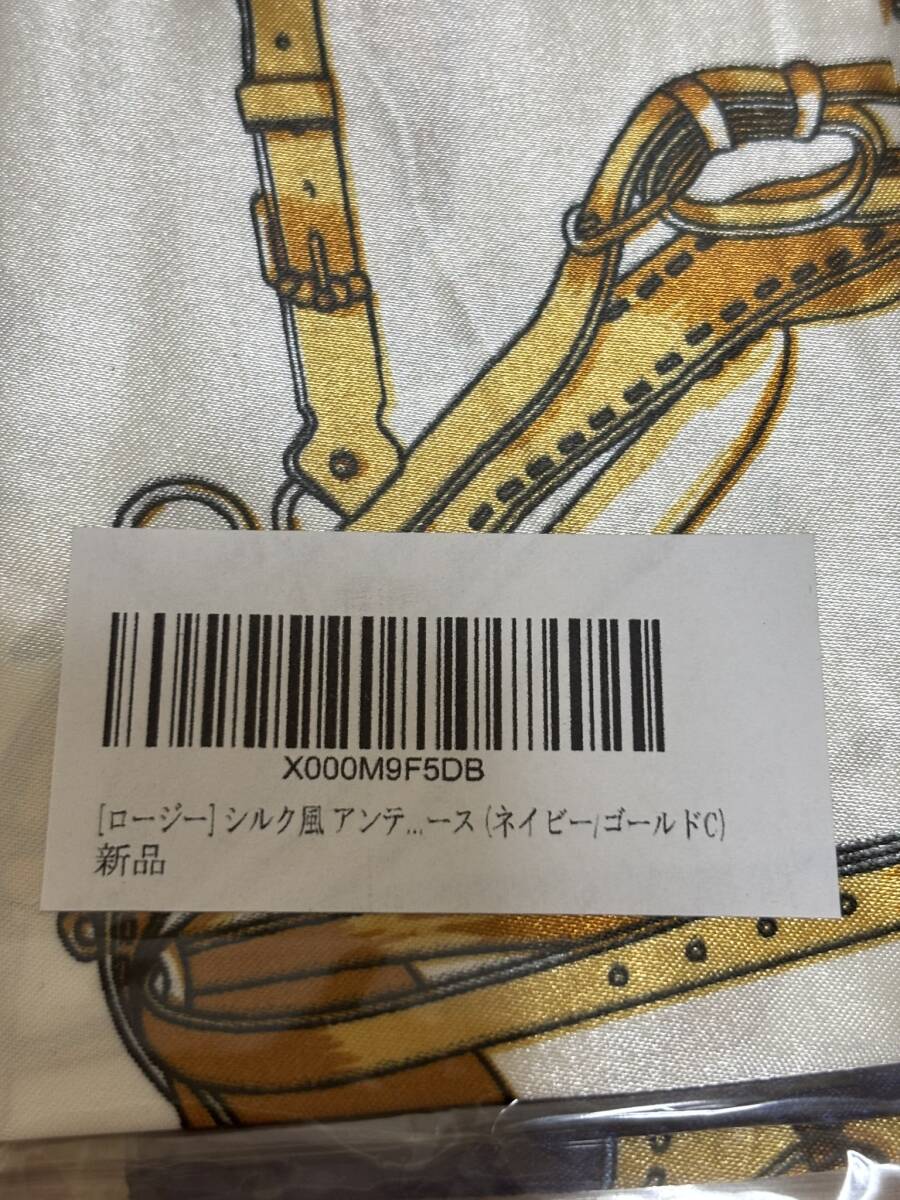 X000M9F5DB
[ロージー] シルク風 アンテ...ース (ネイビー/ゴールドC)
新品